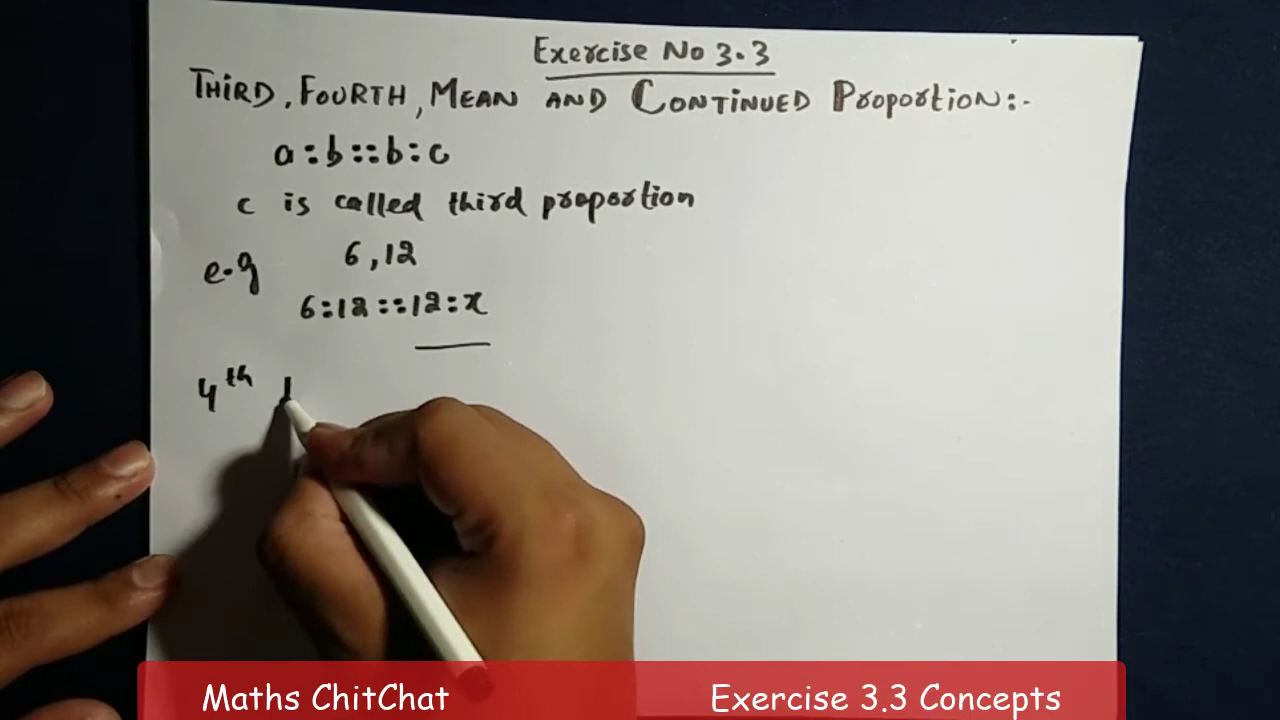 Exercise No 3.3
THIRD, FOURTH, MEAN AND CONTINUED Proportion:-
a:b::b:c
c is called third proportion
e.g 6,12
6:12::12:x
4th
Maths ChitChat Exercise 3.3 Concepts